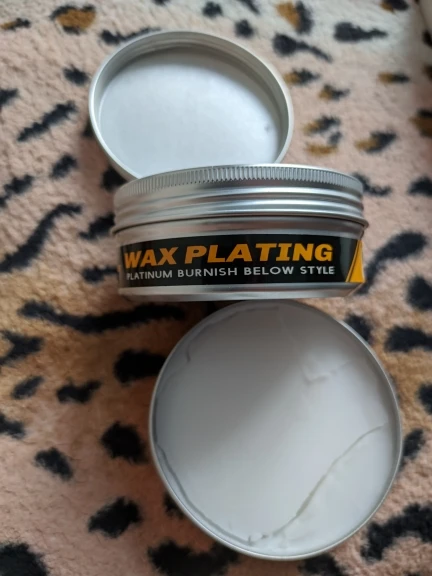 WAX PLATING
PLATINUM BURNISH BELOW STYLE